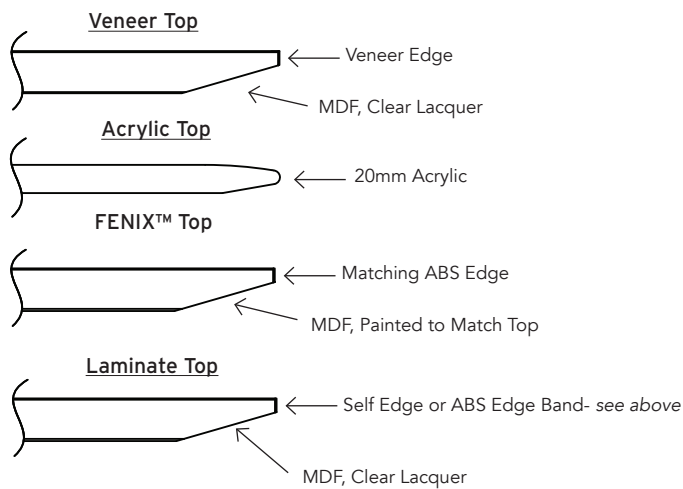 Veneer Top
Veneer Edge
MDF, Clear Lacquer
Acrylic Top
20mm Acrylic
FENIX™ Top
Matching ABS Edge
MDF, Painted to Match Top
Laminate Top
Self Edge or ABS Edge Band- see above
MDF, Clear Lacquer